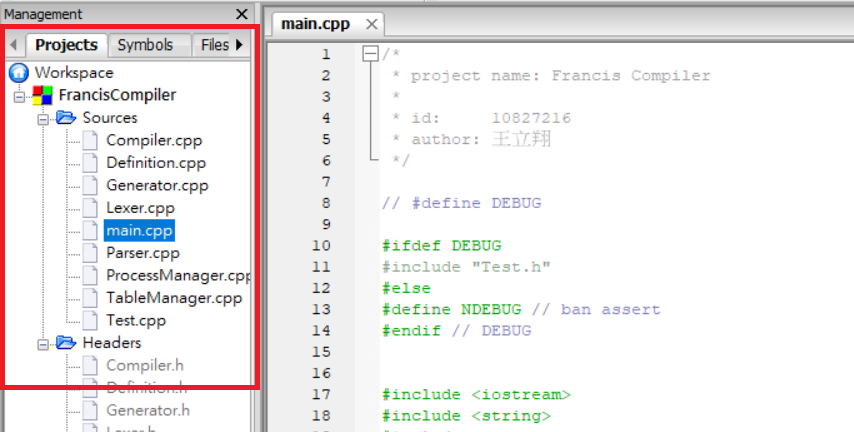 Management
Projects Symbols Files
Workspace
FrancisCompiler
Sources
Compiler.cpp
Definition.cpp
Generator.cpp
Lexer.cpp
main.cpp
Parser.cpp
ProcessManager.cpp
TableManager.cpp
Test.cpp
Headers
Compiler.h
Definition.h
Generator.h
Lexer.h
main.cpp
1 /*
2 * project name: Francis Compiler
3 *
4 * id: 10827216
5 * author: 王立翔
6 */
7
8 // #define DEBUG
9
10 #ifdef DEBUG
11 #include "Test.h"
12 #else
13 #define NDEBUG // ban assert
14 #endif // DEBUG
15
16
17 #include <iostream>
18 #include <string>